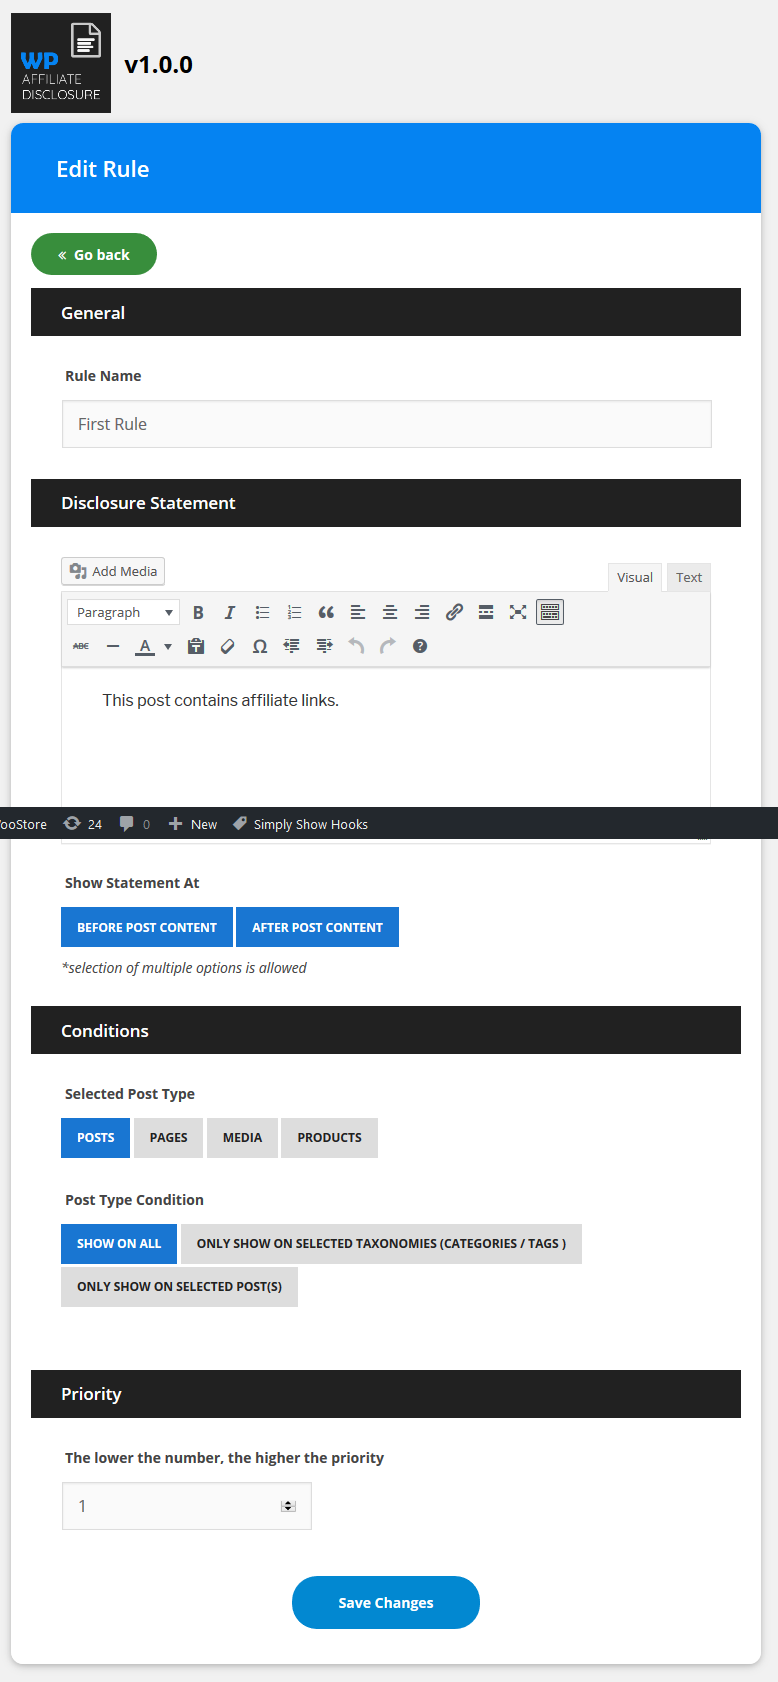 WP
AFFILIATE
DISCLOSURE
v1.0.0
Edit Rule
« Go back
General
Rule Name
First Rule
Disclosure Statement
Add Media
Visual Text
Paragraph B I
ABC A Ω
This post contains affiliate links.
ooStore 24 0 New Simply Show Hooks
Show Statement At
BEFORE POST CONTENT AFTER POST CONTENT
*selection of multiple options is allowed
Conditions
Selected Post Type
POSTS PAGES MEDIA PRODUCTS
Post Type Condition
SHOW ON ALL ONLY SHOW ON SELECTED TAXONOMIES (CATEGORIES / TAGS )
ONLY SHOW ON SELECTED POST(S)
Priority
The lower the number, the higher the priority
1
Save Changes